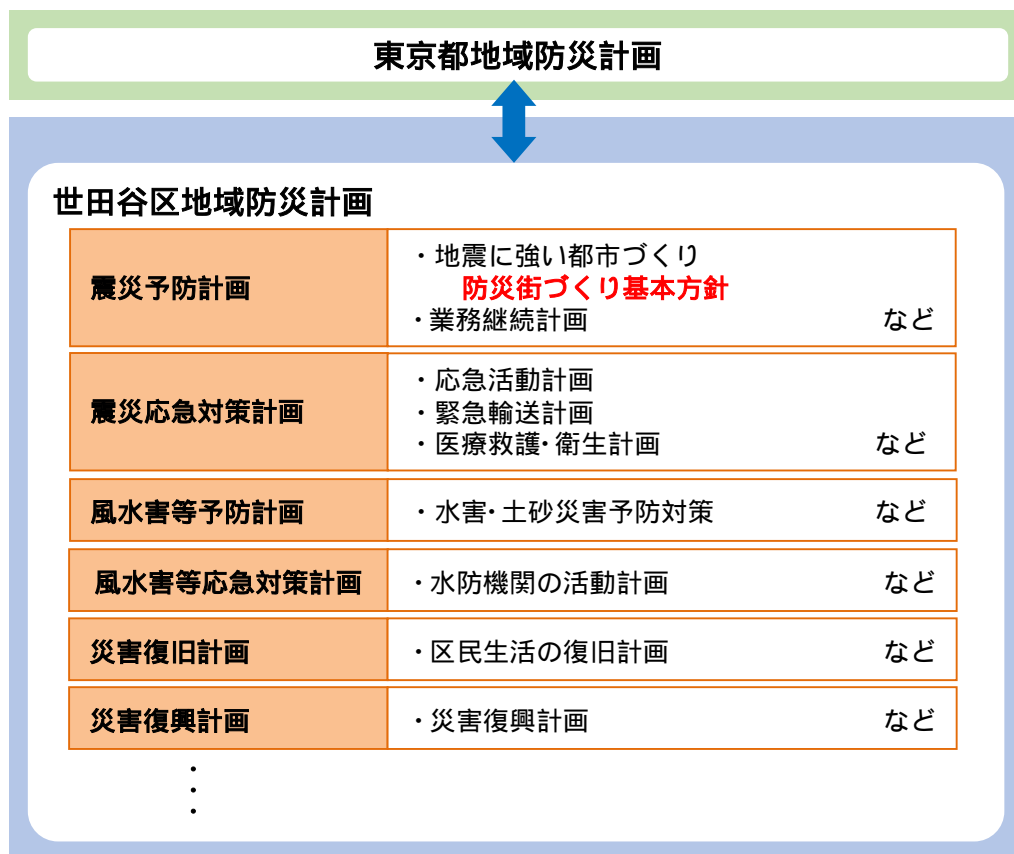 東京都地域防災計画
世田谷区地域防災計画
震災予防計画
・地震に強い都市づくり
防災街づくり基本方針
・業務継続計画 など
震災応急対策計画
・応急活動計画
・緊急輸送計画
・医療救護・衛生計画 など
風水害等予防計画
・水害・土砂災害予防対策 など
風水害等応急対策計画
・水防機関の活動計画 など
災害復旧計画
・区民生活の復旧計画 など
災害復興計画
・災害復興計画 など
・
・
・